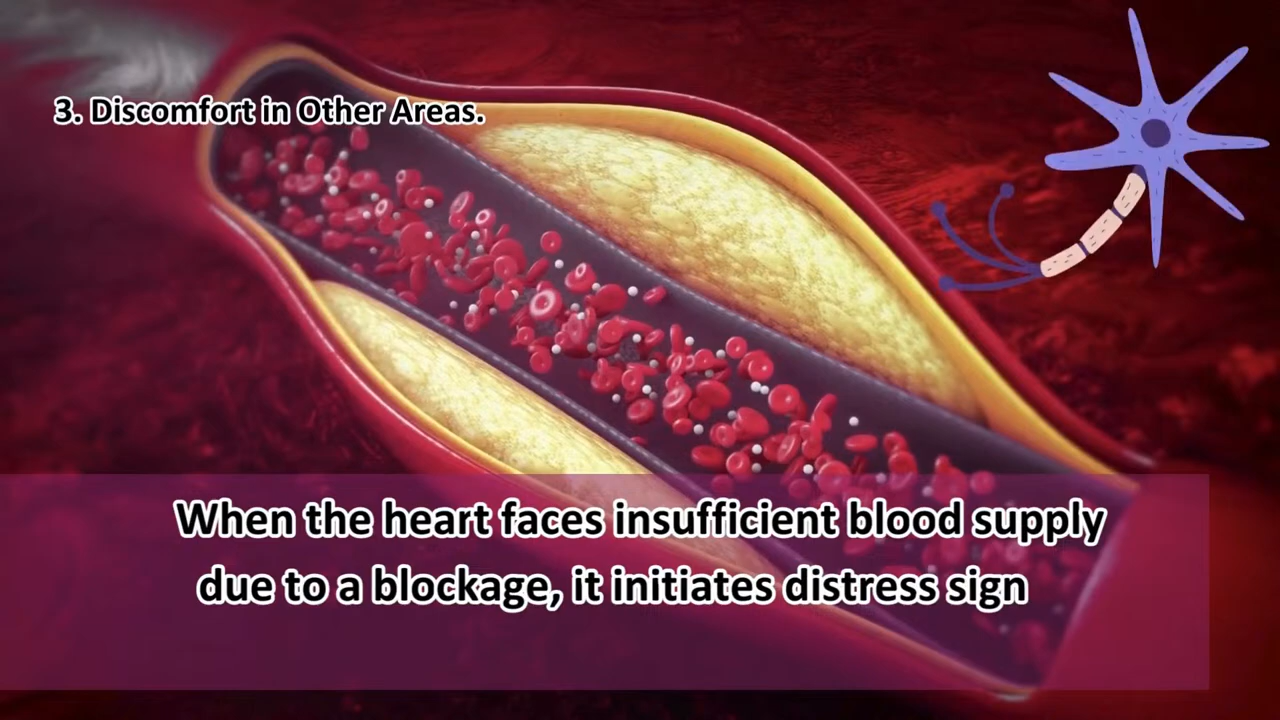 3. Discomfort in Other Areas.
When the heart faces insufficient blood supply
due to a blockage, it initiates distress sign